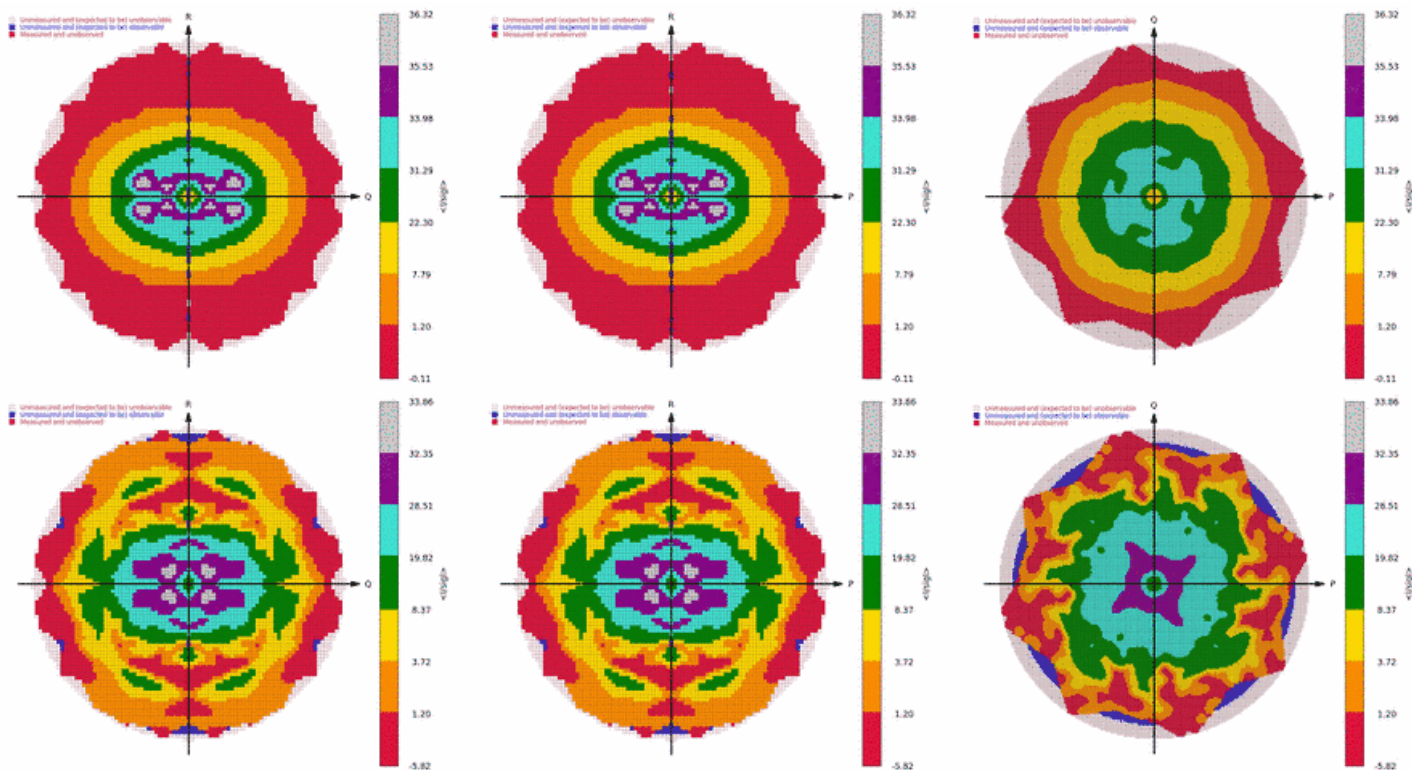 Unmeasured and (expected to be) unobservable
Unmeasured and (expected to be) observable
Measured and unobserved
R
Q
36.32
35.53
33.98
31.29
22.30
7.79
1.20
-0.11
<I/sigI>
Unmeasured and (expected to be) unobservable
Unmeasured and (expected to be) observable
Measured and unobserved
R
P
36.32
35.53
33.98
31.29
22.30
7.79
1.20
-0.11
<I/sigI>
Unmeasured and (expected to be) unobservable
Unmeasured and (expected to be) observable
Measured and unobserved
Q
P
36.32
35.53
33.98
31.29
22.30
7.79
1.20
-0.11
<I/sigI>
Unmeasured and (expected to be) unobservable
Unmeasured and (expected to be) observable
Measured and unobserved
R
Q
33.86
32.35
28.51
19.82
8.37
3.72
1.20
-5.82
<I/sigI>
Unmeasured and (expected to be) unobservable
Unmeasured and (expected to be) observable
Measured and unobserved
R
P
33.86
32.35
28.51
19.82
8.37
3.72
1.20
-5.82
<I/sigI>
Unmeasured and (expected to be) unobservable
Unmeasured and (expected to be) observable
Measured and unobserved
Q
P
33.86
32.35
28.51
19.82
8.37
3.72
1.20
-5.82
<I/sigI>